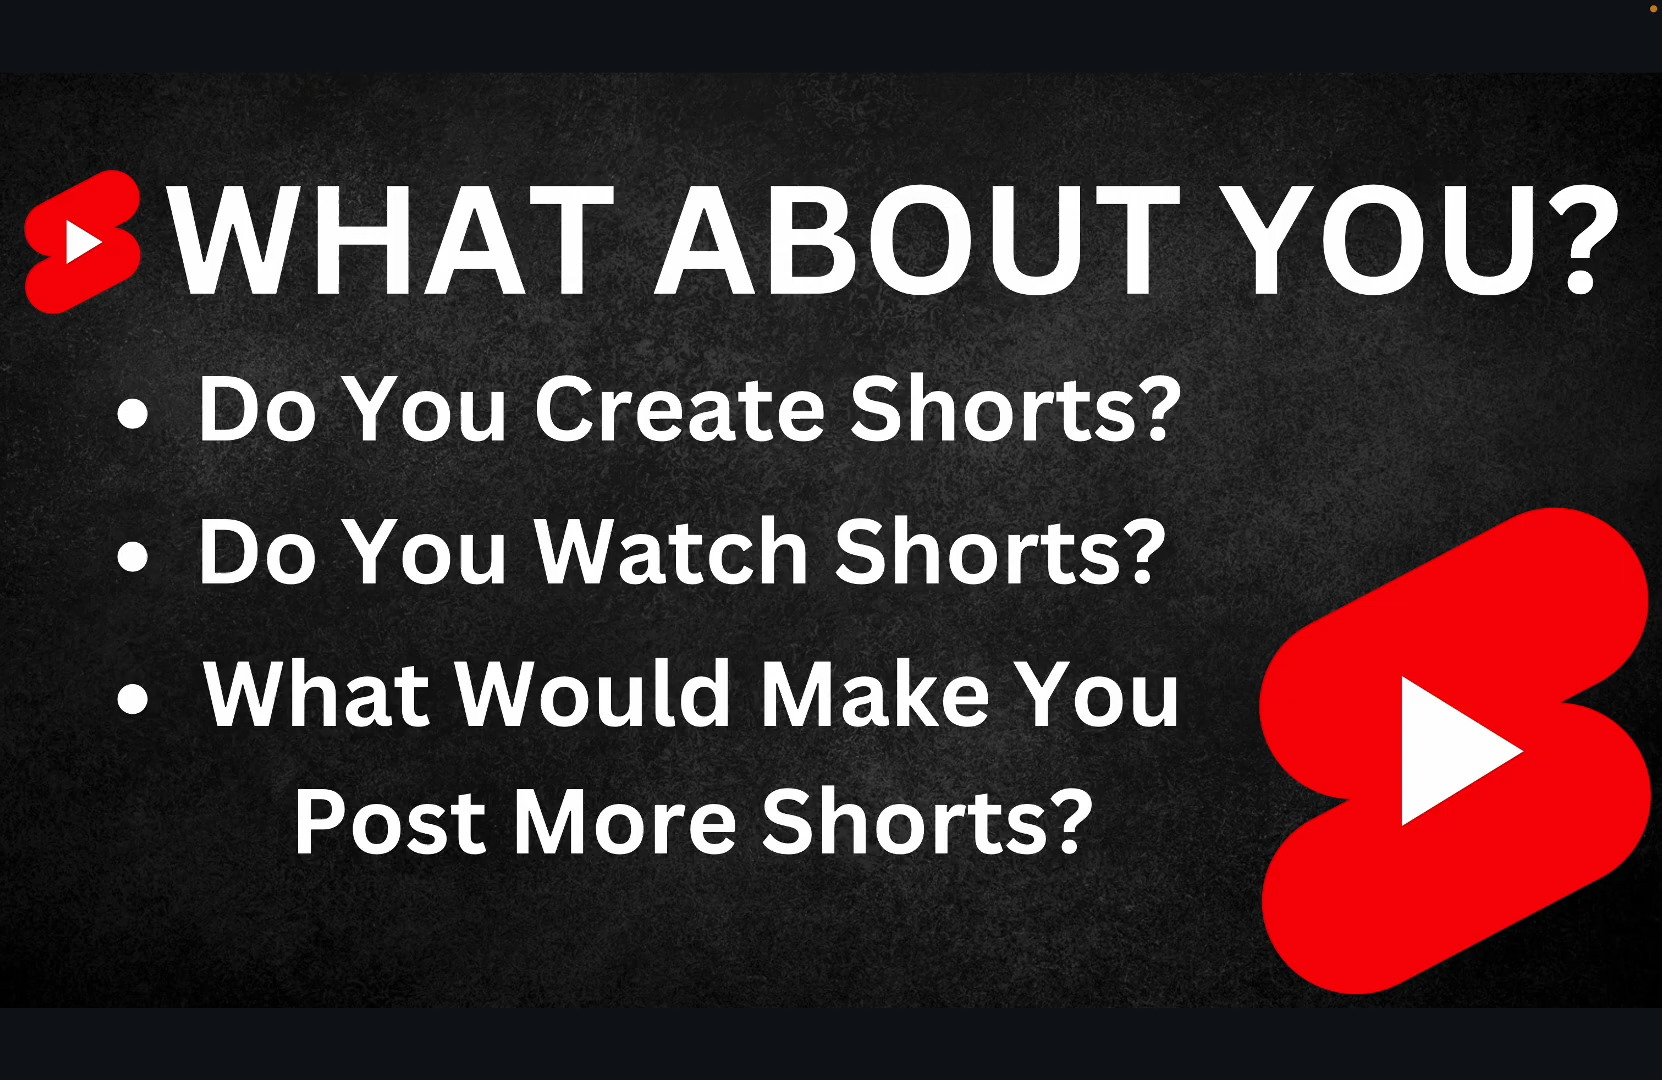 WHAT ABOUT YOU?
• Do You Create Shorts?
• Do You Watch Shorts?
• What Would Make You
Post More Shorts?